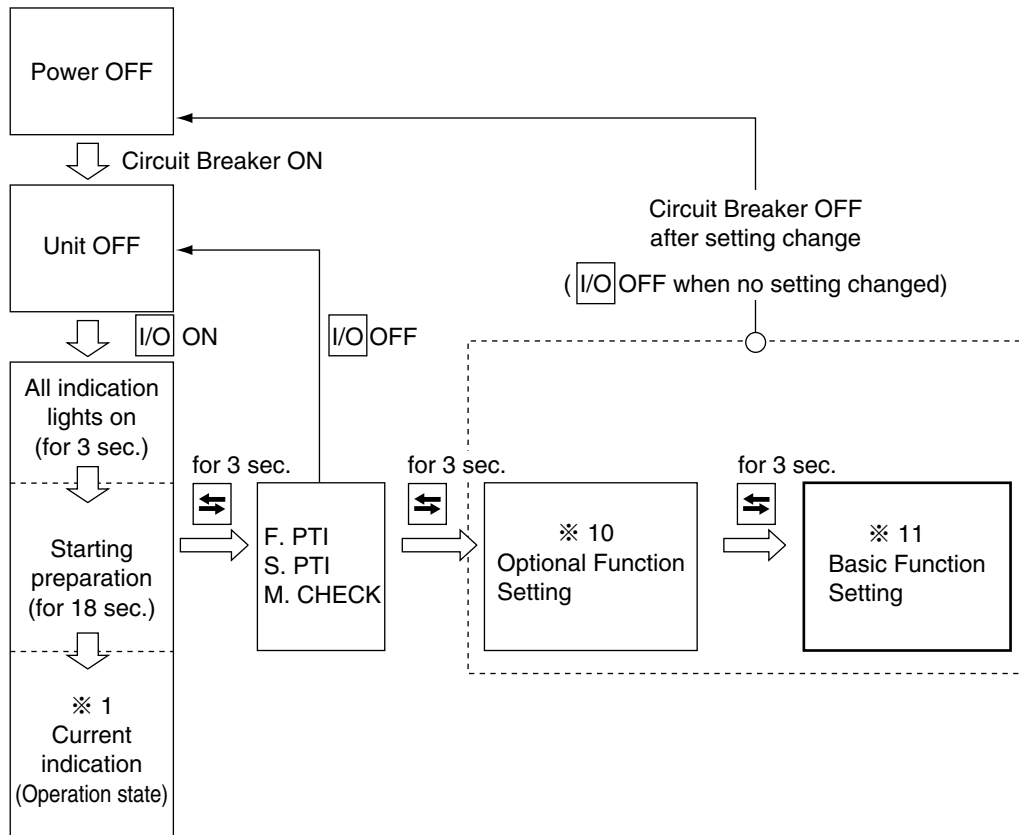 Power OFF
Circuit Breaker ON
Unit OFF
Circuit Breaker OFF
after setting change
( I/O OFF when no setting changed)
I/O ON
I/O OFF
All indication
lights on
(for 3 sec.)
for 3 sec.
for 3 sec.
for 3 sec.
Starting
preparation
(for 18 sec.)
F. PTI
S. PTI
M. CHECK
※ 10
Optional Function
Setting
※ 11
Basic Function
Setting
※ 1
Current
indication
(Operation state)